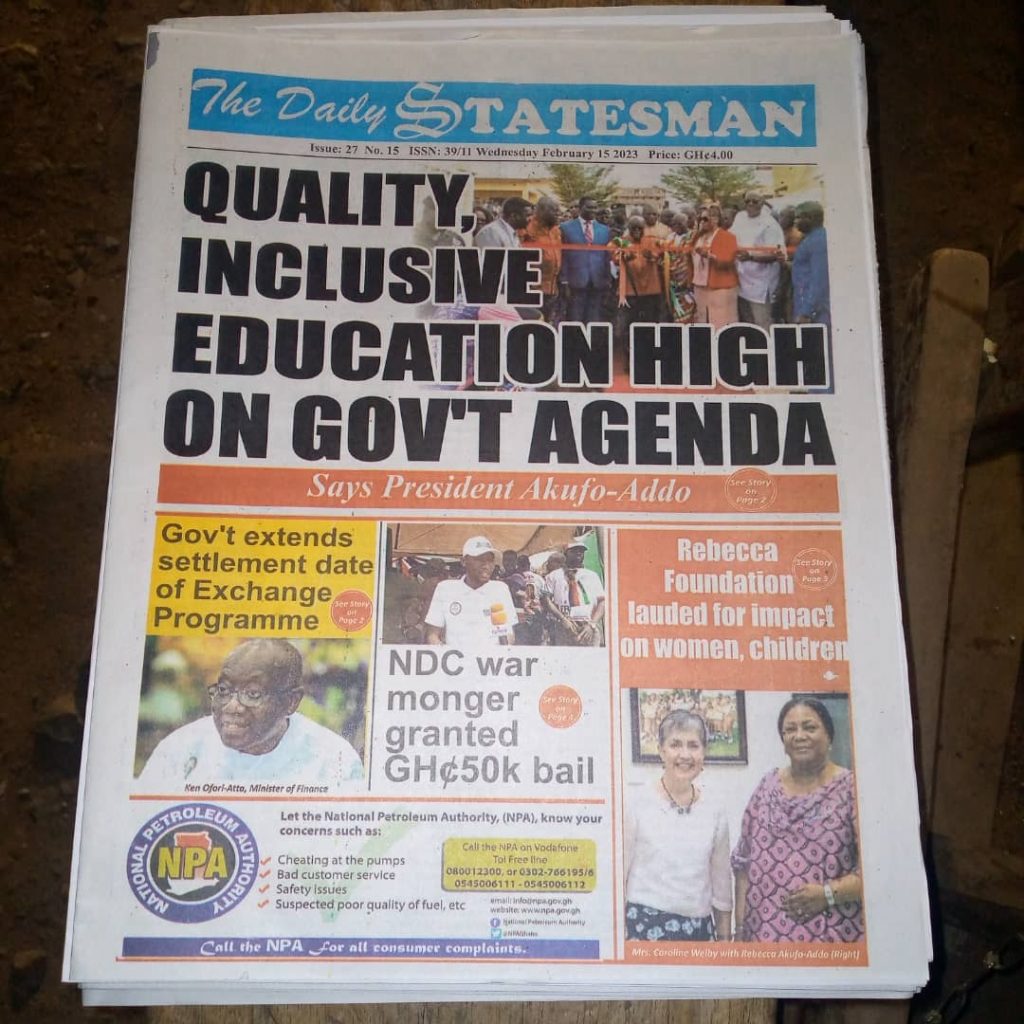 The Daily STATESMAN
Issue: 27 No. 15 ISSN: 39/11 Wednesday February 15 2023 Price: GH¢4.00
QUALITY,
INCLUSIVE
EDUCATION HIGH
ON GOV'T AGENDA
Says President Akufo-Addo
See Story
on
Page 2
Gov't extends
settlement date
of Exchange
Programme
See Story
on
Page 2
Ken Ofori-Atta, Minister of Finance
NDC war
monger
granted
GH¢50k bail
See Story
on
Page 4
Rebecca
Foundation
lauded for impact
on women, children
See Story
on
Page 3
Mrs. Caroline Welby with Rebecca Akufo-Addo (Right)
NATIONAL PETROLEUM AUTHORITY
NPA
Let the National Petroleum Authority, (NPA), know your
concerns such as:
Cheating at the pumps
Bad customer service
Safety issues
Suspected poor quality of fuel, etc
Call the NPA on Vodafone
Tol Free line
080012300, or 0302-766195/6
0545006111 - 0545006112
email: info@npa.gov.gh
website: www.npa.gov.gh
National Petroleum Authority
Call the NPA For all consumer complaints.